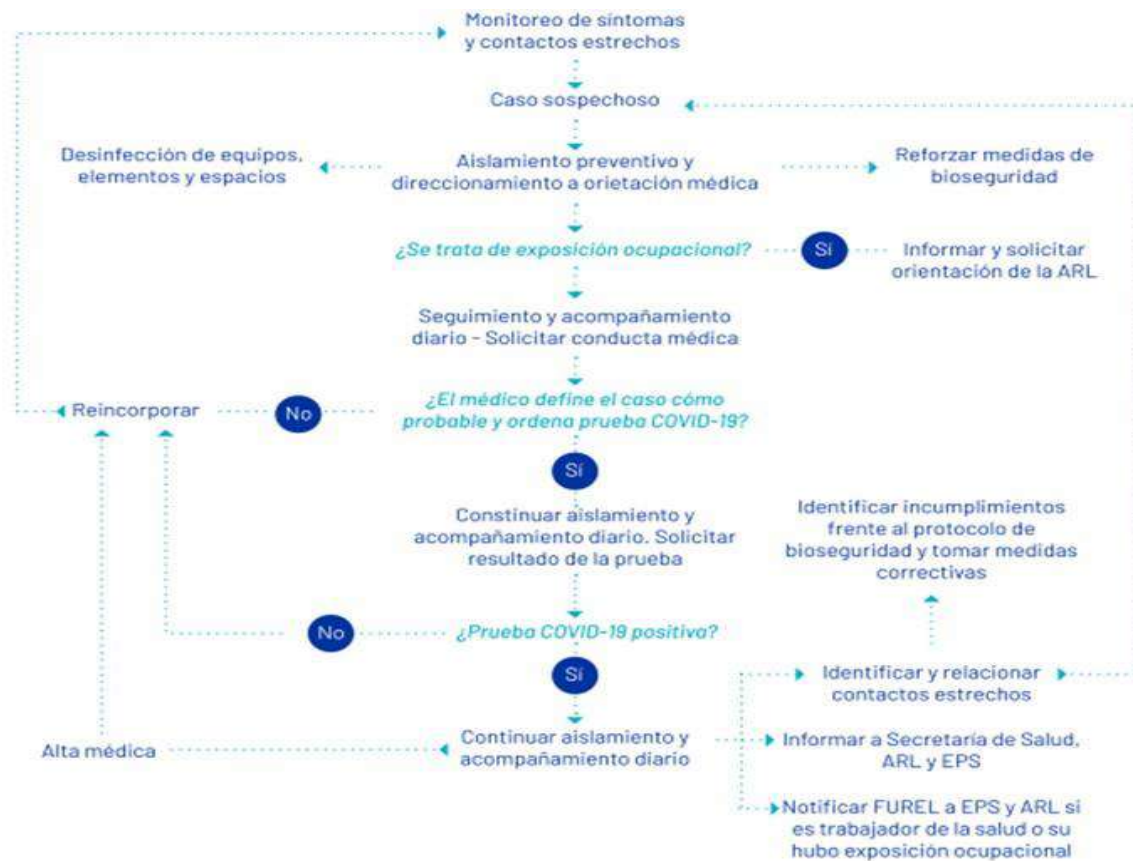 Monitoreo de síntomas
y contactos estrechos
Caso sospechoso
Desinfección de equipos,
elementos y espacios
Aislamiento preventivo y
direccionamiento a orietación médica
Reforzar medidas de
bioseguridad
¿Se trata de exposición ocupacional?
Sí
Informar y solicitar
orientación de la ARL
Seguimiento y acompañamiento
diario - Solicitar conducta médica
Reincorporar
No
¿El médico define el caso cómo
probable y ordena prueba COVID-19?
Sí
Constinuar aislamiento y
acompañamiento diario. Solicitar
resultado de la prueba
Identificar incumplimientos
frente al protocolo de
bioseguridad y tomar medidas
correctivas
No
¿Prueba COVID-19 positiva?
Sí
Identificar y relacionar
contactos estrechos
Alta médica
Continuar aislamiento y
acompañamiento diario
Informar a Secretaría de Salud,
ARL y EPS
Notificar FUREL a EPS y ARL si
es trabajador de la salud o su
hubo exposición ocupacional